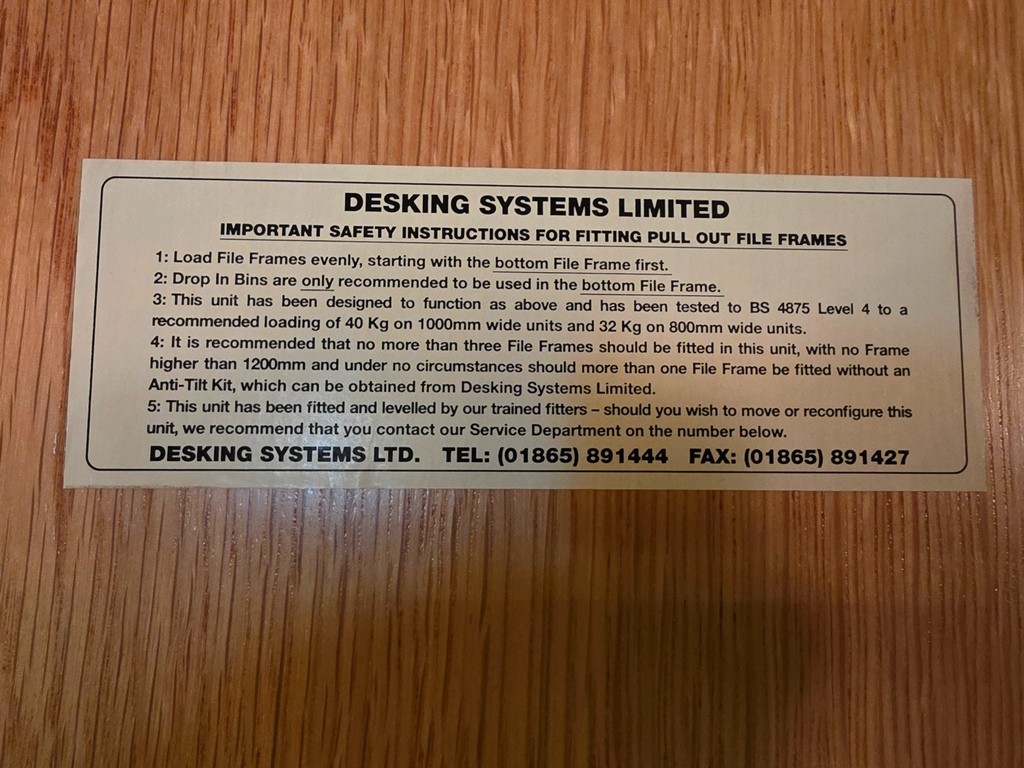 DESKING SYSTEMS LIMITED
IMPORTANT SAFETY INSTRUCTIONS FOR FITTING PULL OUT FILE FRAMES
1: Load File Frames evenly, starting with the bottom File Frame first.
2: Drop In Bins are only recommended to be used in the bottom File Frame.
3: This unit has been designed to function as above and has been tested to BS 4875 Level 4 to a
recommended loading of 40 Kg on 1000mm wide units and 32 Kg on 800mm wide units.
4: It is recommended that no more than three File Frames should be fitted in this unit, with no Frame
higher than 1200mm and under no circumstances should more than one File Frame be fitted without an
Anti-Tilt Kit, which can be obtained from Desking Systems Limited.
5: This unit has been fitted and levelled by our trained fitters – should you wish to move or reconfigure this
unit, we recommend that you contact our Service Department on the number below.
DESKING SYSTEMS LTD. TEL: (01865) 891444 FAX: (01865) 891427